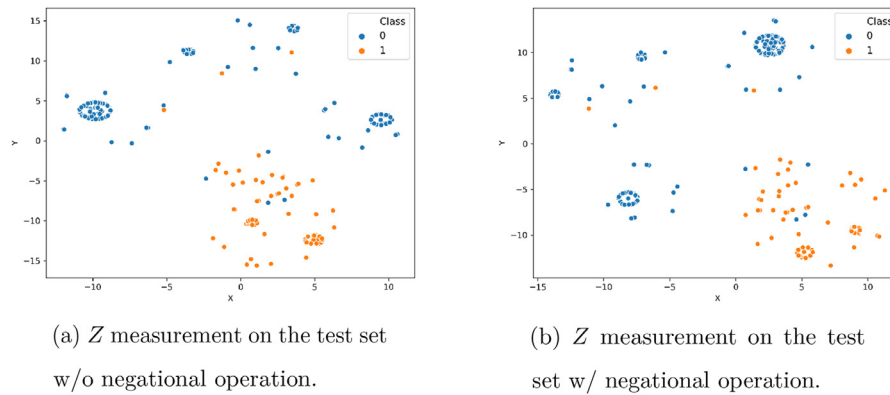 15
10
5
0
−5
−10
−15
Y
−10
−5
0
5
10
X
Class
0
1
10
5
0
−5
−10
Y
−15
−10
−5
0
5
10
X
Class
0
1
(a) Z measurement on the test set
w/o negational operation.
(b) Z measurement on the test
set w/ negational operation.